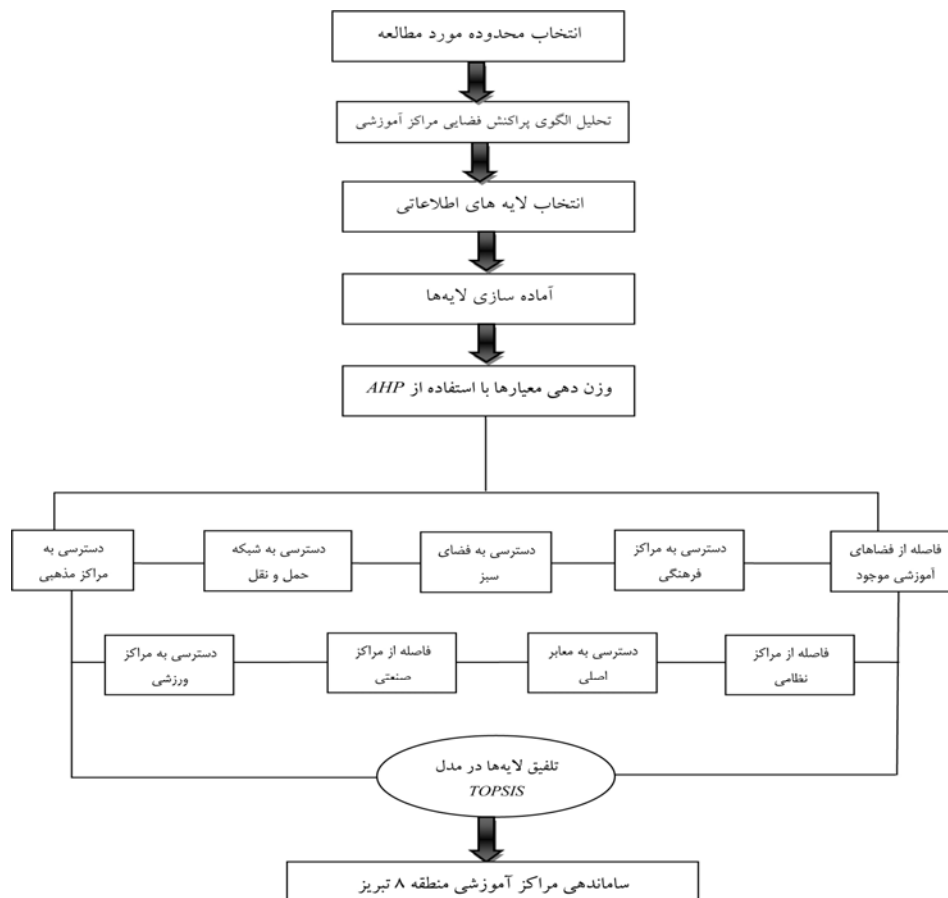 انتخاب محدوده مورد مطالعه
تحلیل الگوی پراکنش فضایی مراکز آموزشی
انتخاب لایه های اطلاعاتی
آماده سازی لایه‌ها
وزن دهی معیارها با استفاده از AHP
فاصله از فضاهای
آموزشی موجود
دسترسی به مراکز
فرهنگی
دسترسی به فضای
سبز
دسترسی به شبکه
حمل و نقل
دسترسی به
مراکز مذهبی
فاصله از مراکز
نظامی
دسترسی به معابر
اصلی
فاصله از مراکز
صنعتی
دسترسی به مراکز
ورزشی
تلفیق لایه‌ها در مدل
TOPSIS
ساماندهی مراکز آموزشی منطقه ۸ تبریز